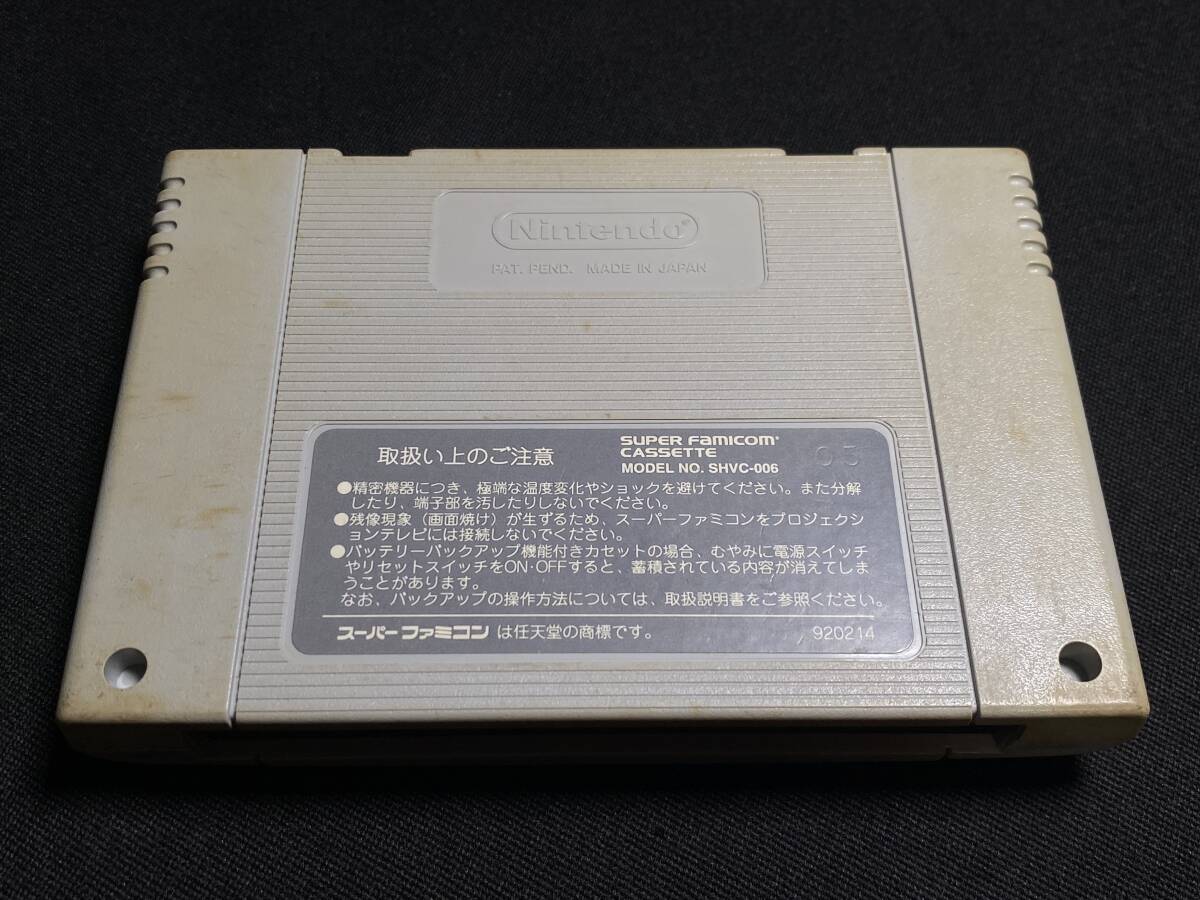 Nintendo®
PAT. PEND. MADE IN JAPAN
取扱い上のご注意
SUPER FAMICOM
CASSETTE
MODEL NO. SHVC-006
03
●精密機器につき、極端な温度変化やショックを避けてください。また分解
したり、端子部を汚したりしないでください。
●残像現象（画面焼け）が生ずるため、スーパーファミコンをプロジェクシ
ョンテレビには接続しないでください。
●バッテリーバックアップ機能付きカセットの場合、むやみに電源スイッチ
やリセットスイッチをON・OFFすると、蓄積されている内容が消えてしま
うことがあります。
なお、バックアップの操作方法については、取扱説明書をご参照ください。
スーパーファミコン は任天堂の商標です。
920214